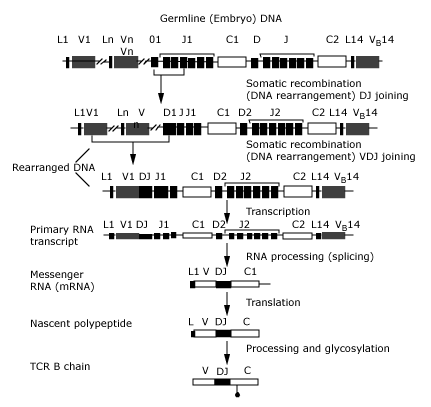 Germline (Embryo) DNA
L1 V1 Ln Vn 01 J1 C1 D J C2 L14 VB14
Vn
Somatic recombination
(DNA rearrangement) DJ joining
L1V1 Ln V D1 J J1 C1 D2 J2 C2 L14 VB14
n
Somatic recombination
(DNA rearrangement) VDJ joining
Rearranged DNA
L1 V1 DJ J1 C1 D2 J2 C2 L14 VB14
Transcription
Primary RNA
transcript
L1 V1 DJ J1 C1 D2 J2 C2 L14 VB14
RNA processing (splicing)
Messenger
RNA (mRNA)
L1 V DJ C1
Translation
Nascent polypeptide
L V DJ C
Processing and glycosylation
TCR B chain
V DJ C